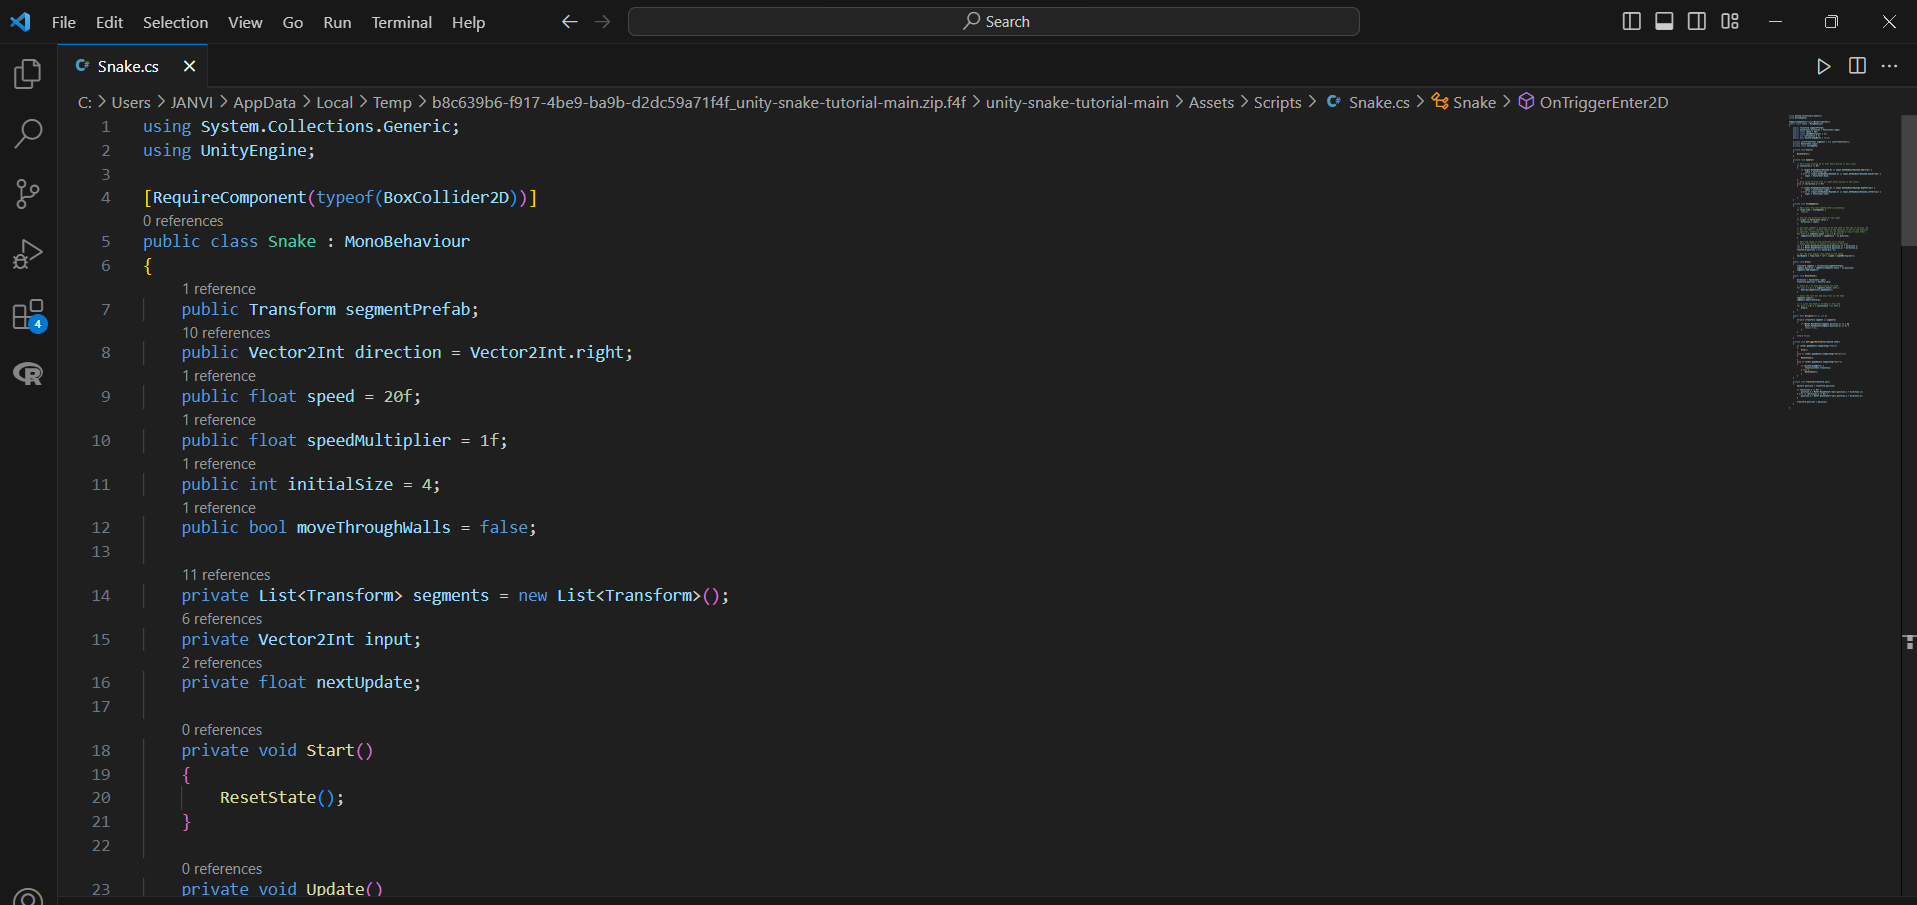 File Edit Selection View Go Run Terminal Help Search
Snake.cs
C: > Users > JANVI > AppData > Local > Temp > b8c639b6-f917-4be9-ba9b-d2dc59a71f4f_unity-snake-tutorial-main.zip.f4f > unity-snake-tutorial-main > Assets > Scripts > Snake.cs > Snake > OnTriggerEnter2D
1 using System.Collections.Generic;
2 using UnityEngine;
3
4 [RequireComponent(typeof(BoxCollider2D))]
0 references
5 public class Snake : MonoBehaviour
6 {
1 reference
7 public Transform segmentPrefab;
10 references
8 public Vector2Int direction = Vector2Int.right;
1 reference
9 public float speed = 20f;
1 reference
10 public float speedMultiplier = 1f;
1 reference
11 public int initialSize = 4;
1 reference
12 public bool moveThroughWalls = false;
13
11 references
14 private List<Transform> segments = new List<Transform>();
6 references
15 private Vector2Int input;
2 references
16 private float nextUpdate;
17
0 references
18 private void Start()
19 {
20 ResetState();
21 }
22
0 references
23 private void Update()
4